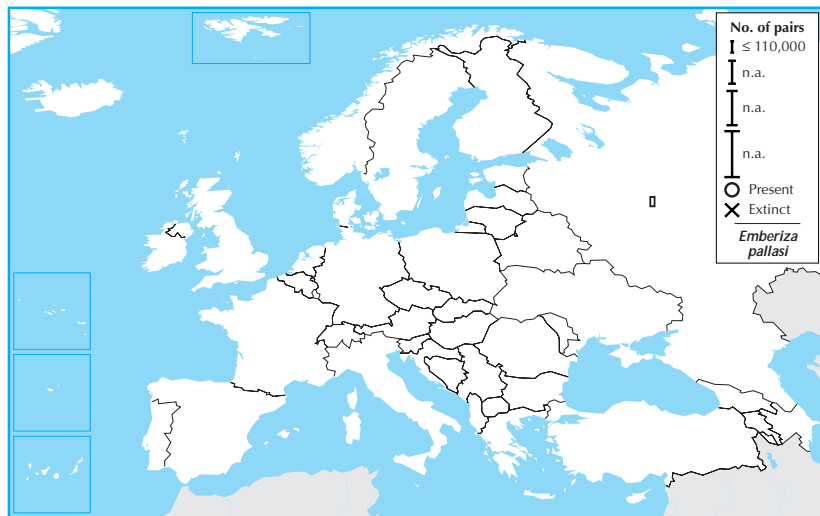 No. of pairs
≤ 110,000
n.a.
n.a.
n.a.
Present
Extinct
Emberiza
pallasi